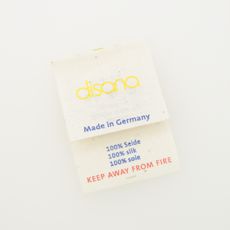 disana
Made in Germany
100% Seide
100% silk
100% soie
KEEP AWAY FROM FIRE